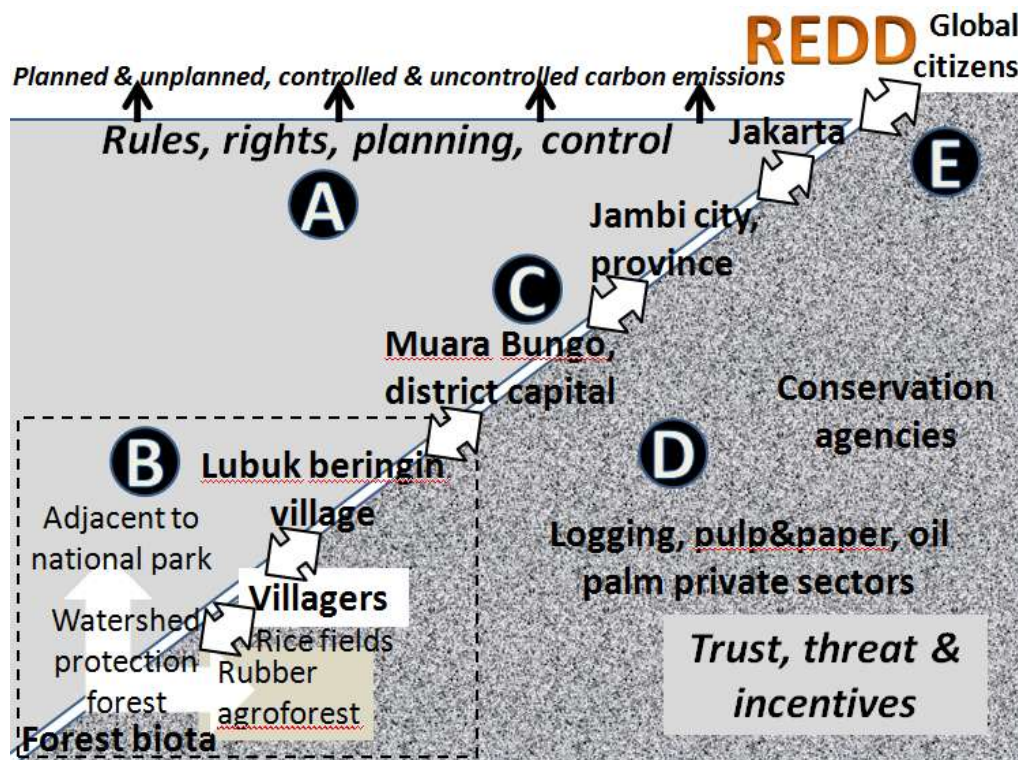 REDD
Global
citizens
Planned & unplanned, controlled & uncontrolled carbon emissions
Rules, rights, planning, control
Jakarta
E
A
Jambi city,
province
C
Muara Bungo,
district capital
Conservation
agencies
B
D
Lubuk beringin
village
Adjacent to
national park
Logging, pulp&paper, oil
palm private sectors
Villagers
Watershed
protection
forest
Rice fields
Rubber
agroforest
Trust, threat &
incentives
Forest biota